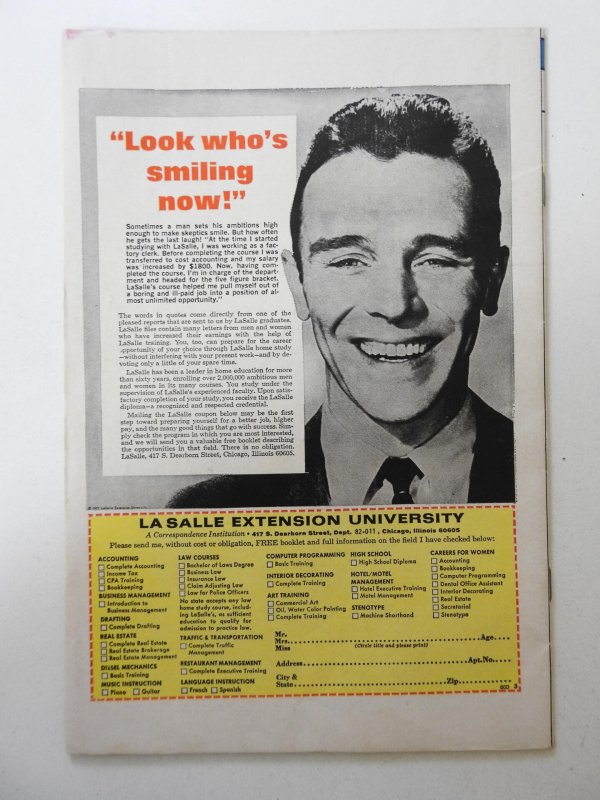 “Look who’s
smiling
now!”
Sometimes a man sets his ambitions high
enough to make skeptics smile. But how often
he gets the last laugh! “At the time I started
studying with LaSalle, I was working as a fac-
tory clerk. Before completing the course I was
transferred to cost accounting and my salary
was increased by $1800. Now, having com-
pleted the course, I’m in charge of the depart-
ment and headed for the five figure bracket.
LaSalle’s course helped me pull myself out of
a boring and ill-paid job into a position of al-
most unlimited opportunity.”
The words in quotes come directly from one of the
pleased reports that are sent to us by LaSalle graduates.
LaSalle files contain many letters from men and women
who have increased their earnings with the help of
LaSalle training. You, too, can prepare for the career
opportunity of your choice through LaSalle home study
—without interfering with your present work—and by de-
voting only a little of your spare time.
LaSalle has been a leader in home education for more
than sixty years, enrolling over 2,000,000 ambitious men
and women in its many courses. You study under the
supervision of LaSalle’s experienced faculty. Upon satis-
factory completion of your study, you receive the LaSalle
diploma—a recognized and respected credential.
Mailing the LaSalle coupon below may be the first
step toward preparing yourself for a better job, higher
pay, and the many good things that go with success. Sim-
ply check the program in which you are most interested,
and we will send you a valuable free booklet describing
the opportunities in that field. There is no obligation.
LaSalle, 417 S. Dearborn Street, Chicago, Illinois 60605.
LaSalle Extension University
LA SALLE EXTENSION UNIVERSITY
A Correspondence Institution • 417 S. Dearborn Street, Dept. 82-011, Chicago, Illinois 60605
Please send me, without cost or obligation, FREE booklet and full information on the field I have checked below:
ACCOUNTING
Complete Accounting
Income Tax
CPA Training
Bookkeeping
BUSINESS MANAGEMENT
Introduction to
Business Management
DRAFTING
Complete Drafting
REAL ESTATE
Complete Real Estate
Real Estate Brokerage
Real Estate Management
DIESEL MECHANICS
Basic Training
MUSIC INSTRUCTION
Piano Guitar
LAW COURSES
Bachelor of Laws Degree
Business Law
Insurance Law
Claim Adjusting Law
Law for Police Officers
No state accepts any law
home study course, includ-
ing LaSalle’s, as sufficient
education to qualify for
admission to practice law.
TRAFFIC & TRANSPORTATION
Complete Traffic
Management
RESTAURANT MANAGEMENT
Complete Executive Training
LANGUAGE INSTRUCTION
French Spanish
COMPUTER PROGRAMMING
Basic Training
INTERIOR DECORATING
Complete Training
ART TRAINING
Commercial Art
Oil, Water Color Painting
Complete Training
HIGH SCHOOL
High School Diploma
HOTEL/MOTEL
MANAGEMENT
Hotel Executive Training
Motel Management
STENOTYPE
Machine Shorthand
CAREERS FOR WOMEN
Accounting
Bookkeeping
Computer Programming
Dental Office Assistant
Interior Decorating
Real Estate
Secretarial
Stenotype
Mr.
Mrs.
Miss Age
(Circle title and please print)
Address Apt.No.
City &
State Zip